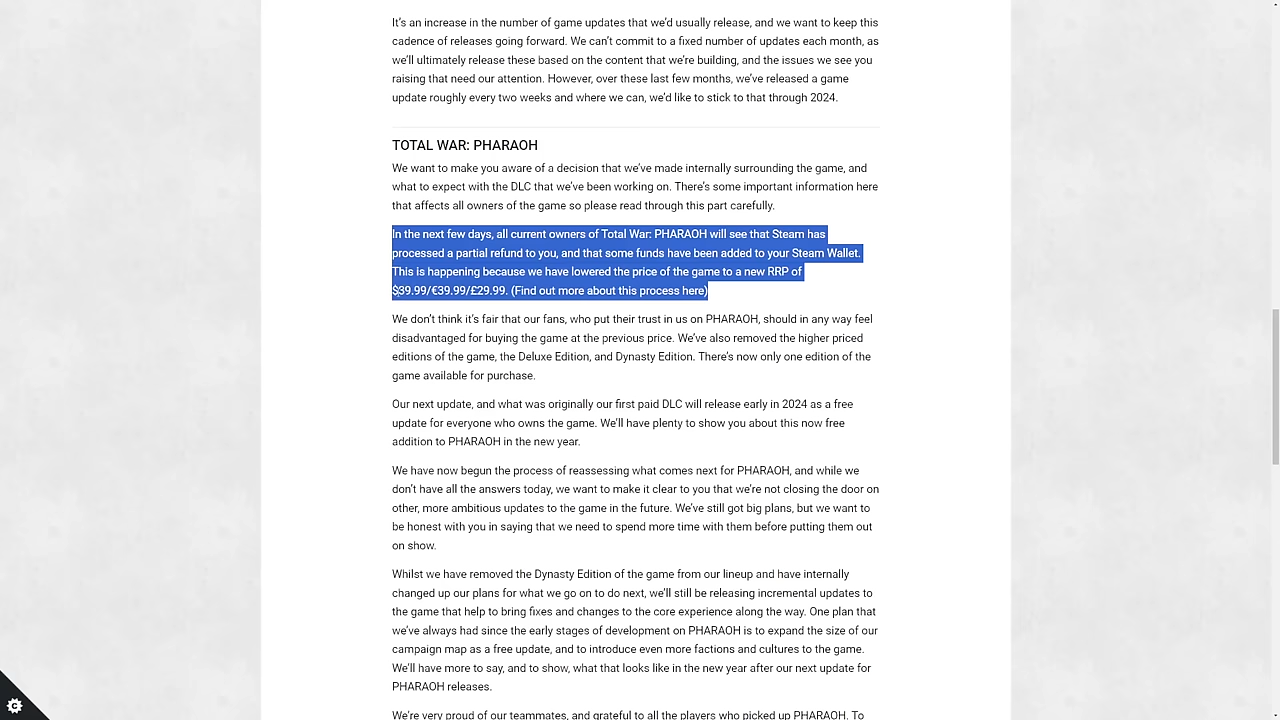 It’s an increase in the number of game updates that we’d usually release, and we want to keep this
cadence of releases going forward. We can’t commit to a fixed number of updates each month, as
we’ll ultimately release these based on the content that we’re building, and the issues we see you
raising that need our attention. However, over these last few months, we’ve released a game
update roughly every two weeks and where we can, we’d like to stick to that through 2024.
TOTAL WAR: PHARAOH
We want to make you aware of a decision that we’ve made internally surrounding the game, and
what to expect with the DLC that we’ve been working on. There’s some important information here
that affects all owners of the game so please read through this part carefully.
In the next few days, all current owners of Total War: PHARAOH will see that Steam has
processed a partial refund to you, and that some funds have been added to your Steam Wallet.
This is happening because we have lowered the price of the game to a new RRP of
$39.99/€39.99/£29.99. (Find out more about this process here)
We don’t think it’s fair that our fans, who put their trust in us on PHARAOH, should in any way feel
disadvantaged for buying the game at the previous price. We’ve also removed the higher priced
editions of the game, the Deluxe Edition, and Dynasty Edition. There’s now only one edition of the
game available for purchase.
Our next update, and what was originally our first paid DLC will release early in 2024 as a free
update for everyone who owns the game. We’ll have plenty to show you about this now free
addition to PHARAOH in the new year.
We have now begun the process of reassessing what comes next for PHARAOH, and while we
don’t have all the answers today, we want to make it clear to you that we’re not closing the door on
other, more ambitious updates to the game in the future. We’ve still got big plans, but we want to
be honest with you in saying that we need to spend more time with them before putting them out
on show.
Whilst we have removed the Dynasty Edition of the game from our lineup and have internally
changed up our plans for what we go on to do next, we’ll still be releasing incremental updates to
the game that help to bring fixes and changes to the core experience along the way. One plan that
we’ve always had since the early stages of development on PHARAOH is to expand the size of our
campaign map as a free update, and to introduce even more factions and cultures to the game.
We’ll have more to say, and to show, what that looks like in the new year after our next update for
PHARAOH releases.
We’re very proud of our teammates, and grateful to all the players who picked up PHARAOH. To